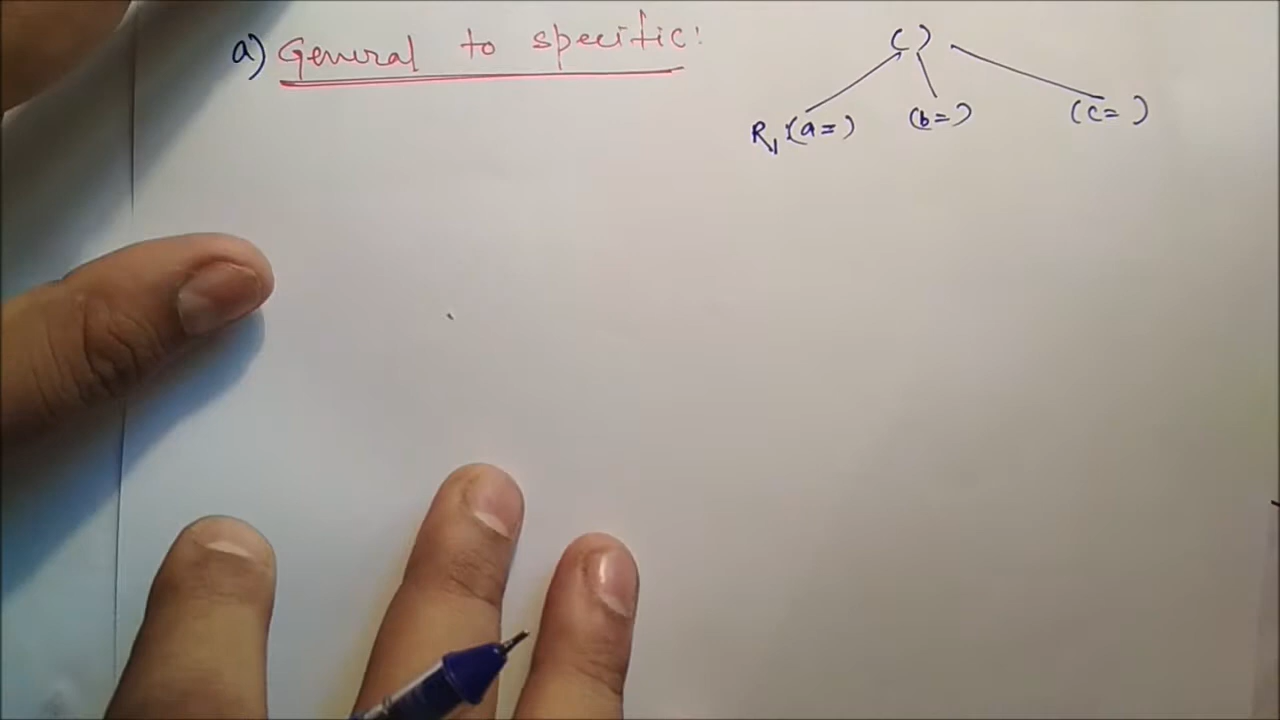 a) General to specific:
( )
R1 (a= ) (b= ) (c= )